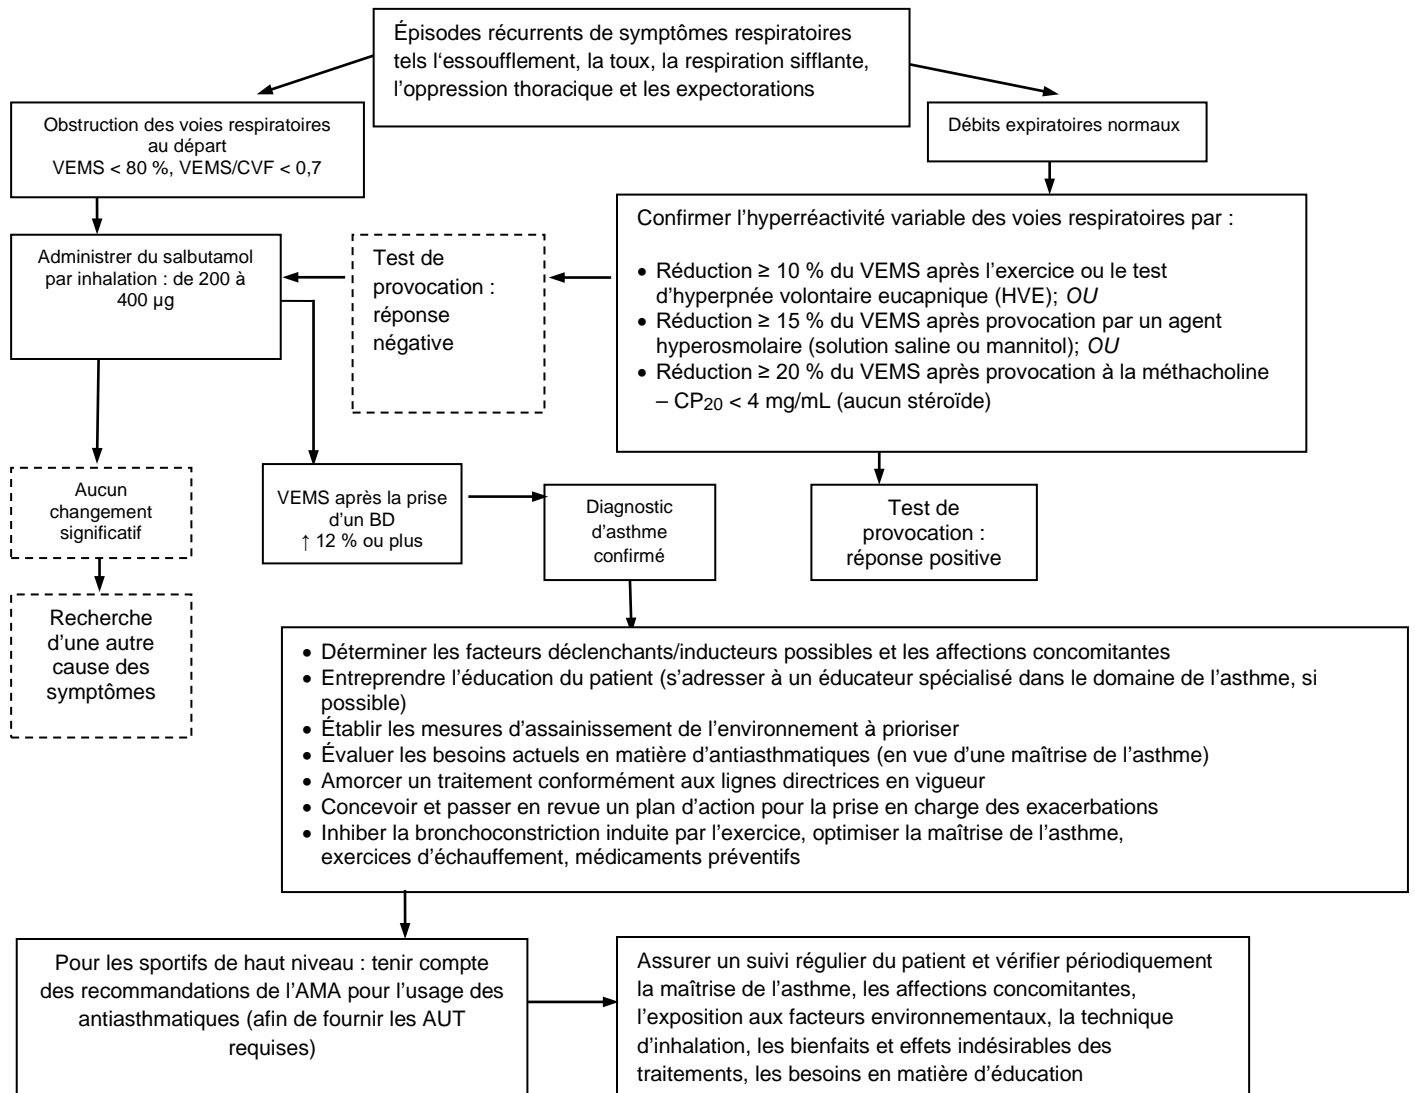 Épisodes récurrents de symptômes respiratoires
tels l‘essoufflement, la toux, la respiration sifflante,
l’oppression thoracique et les expectorations
Obstruction des voies respiratoires
au départ
VEMS < 80 %, VEMS/CVF < 0,7
Débits expiratoires normaux
Administrer du salbutamol
par inhalation : de 200 à
400 µg
Test de
provocation :
réponse
négative
Confirmer l’hyperréactivité variable des voies respiratoires par :
• Réduction ≥ 10 % du VEMS après l’exercice ou le test
d’hyperpnée volontaire eucapnique (HVE); OU
• Réduction ≥ 15 % du VEMS après provocation par un agent
hyperosmolaire (solution saline ou mannitol); OU
• Réduction ≥ 20 % du VEMS après provocation à la méthacholine
– CP20 < 4 mg/mL (aucun stéroïde)
Aucun
changement
significatif
VEMS après la prise
d’un BD
↑ 12 % ou plus
Diagnostic
d’asthme
confirmé
Test de
provocation :
réponse positive
Recherche
d’une autre
cause des
symptômes
• Déterminer les facteurs déclenchants/inducteurs possibles et les affections concomitantes
• Entreprendre l’éducation du patient (s’adresser à un éducateur spécialisé dans le domaine de l’asthme, si
possible)
• Établir les mesures d’assainissement de l’environnement à prioriser
• Évaluer les besoins actuels en matière d’antiasthmatiques (en vue d’une maîtrise de l’asthme)
• Amorcer un traitement conformément aux lignes directrices en vigueur
• Concevoir et passer en revue un plan d’action pour la prise en charge des exacerbations
• Inhiber la bronchoconstriction induite par l’exercice, optimiser la maîtrise de l’asthme,
exercices d’échauffement, médicaments préventifs
Pour les sportifs de haut niveau : tenir compte
des recommandations de l’AMA pour l’usage des
antiasthmatiques (afin de fournir les AUT
requises)
Assurer un suivi régulier du patient et vérifier périodiquement
la maîtrise de l’asthme, les affections concomitantes,
l’exposition aux facteurs environnementaux, la technique
d’inhalation, les bienfaits et effets indésirables des
traitements, les besoins en matière d’éducation